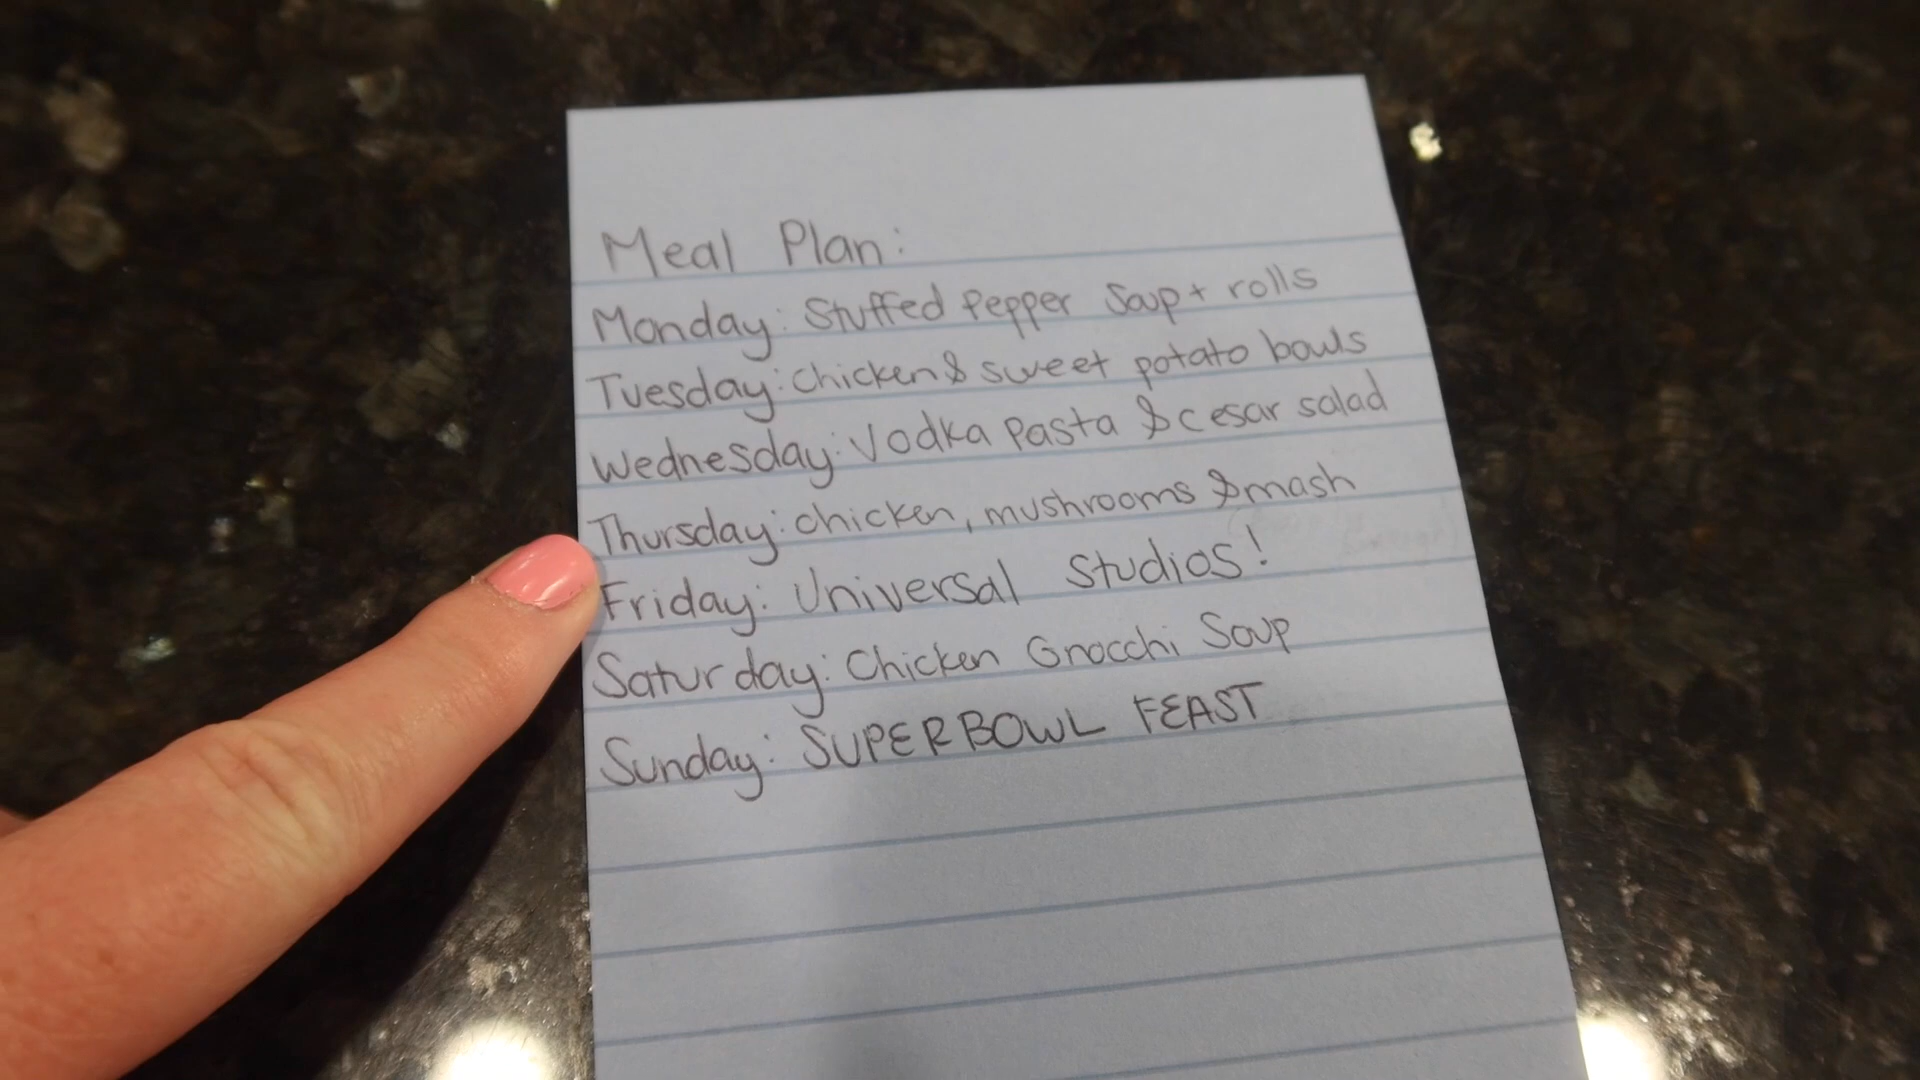 Meal Plan:
Monday: Stuffed Pepper Soup + rolls
Tuesday: chicken & sweet potato bowls
Wednesday: Vodka Pasta & cesar salad
Thursday: chicken, mushrooms & mash
Friday: Universal Studios!
Saturday: Chicken Gnocchi Soup
Sunday: SUPERBOWL FEAST